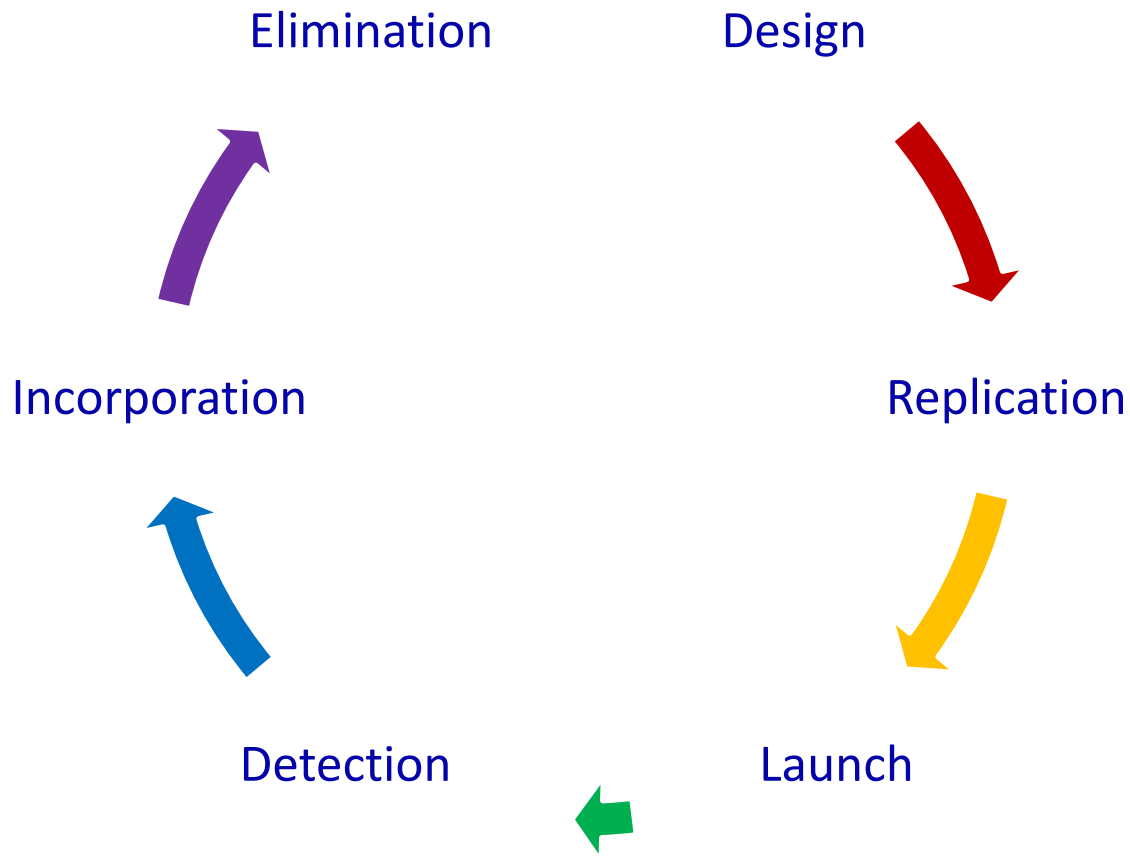 Elimination
Design
Incorporation
Replication
Detection
Launch